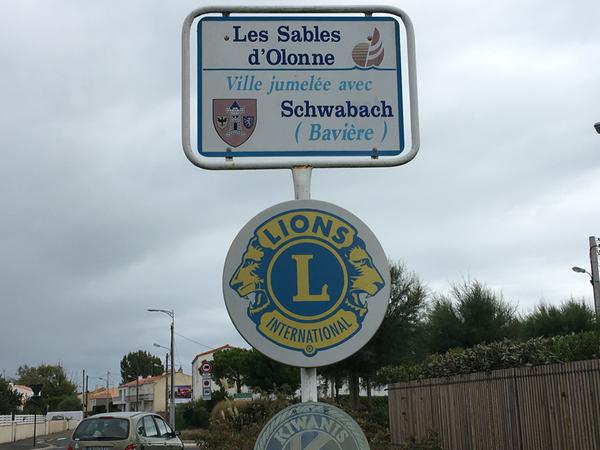 Les Sables
d'Olonne
Ville jumelée avec
Schwabach
( Bavière )
LIONS
L
INTERNATIONAL
KIWANIS
K